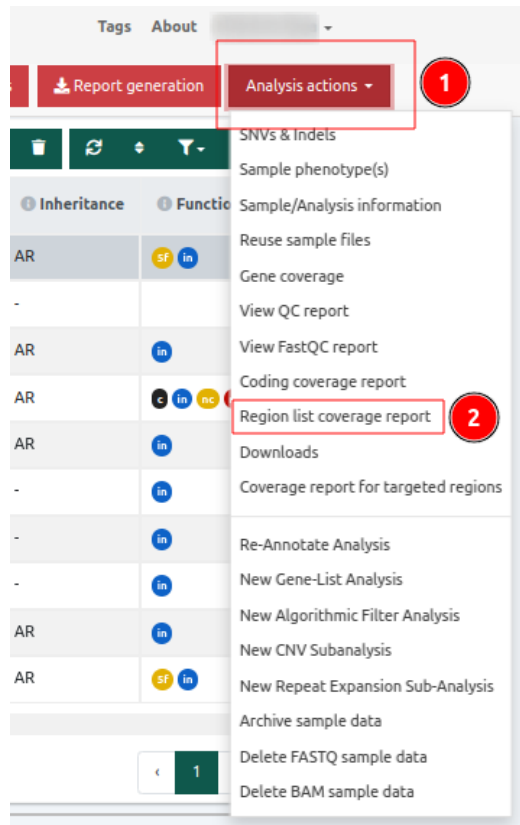 Tags About
Report generation
Analysis actions
1
SNVs & Indels
Sample phenotype(s)
Sample/Analysis information
Reuse sample files
Gene coverage
View QC report
View FastQC report
Coding coverage report
Region list coverage report
2
Downloads
Coverage report for targeted regions
Re-Annotate Analysis
New Gene-List Analysis
New Algorithmic Filter Analysis
New CNV Subanalysis
New Repeat Expansion Sub-Analysis
Archive sample data
Delete FASTQ sample data
Delete BAM sample data
Inheritance Functio
AR sf in
-
AR in
AR c in nc
AR in
- in
- in
- in
AR in
AR sf in
‹ 1